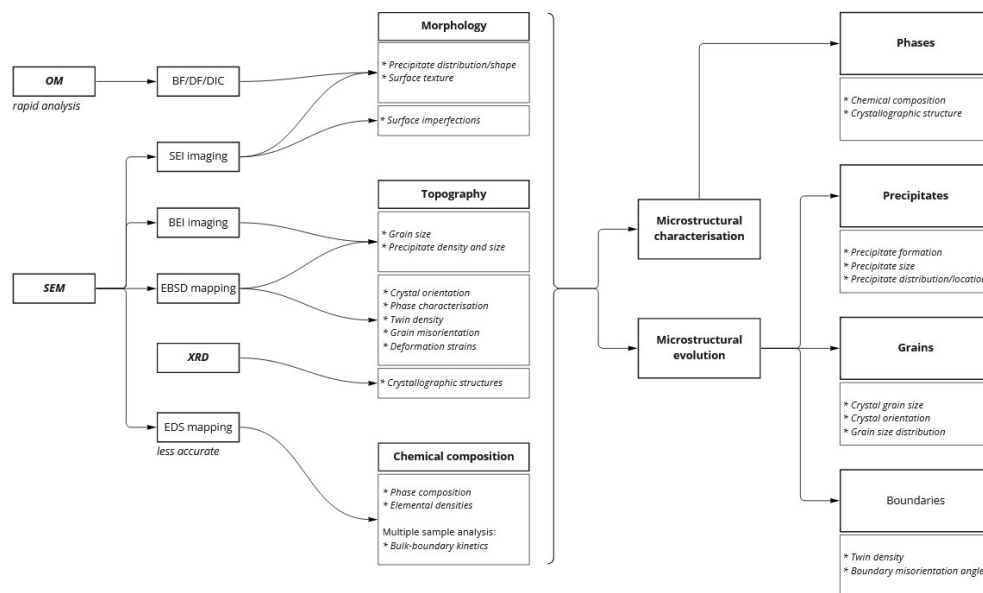 OM
rapid analysis
BF/DF/DIC
SEI imaging
BEI imaging
SEM
EBSD mapping
XRD
EDS mapping
less accurate
Morphology
* Precipitate distribution/shape
* Surface texture
* Surface imperfections
Topography
* Grain size
* Precipitate density and size
* Crystal orientation
* Phase characterisation
* Twin density
* Grain misorientation
* Deformation strains
* Crystallographic structures
Chemical composition
* Phase composition
* Elemental densities
Multiple sample analysis:
* Bulk-boundary kinetics
Microstructural
characterisation
Microstructural
evolution
Phases
* Chemical composition
* Crystallographic structure
Precipitates
* Precipitate formation
* Precipitate size
* Precipitate distribution/location
Grains
* Crystal grain size
* Crystal orientation
* Grain size distribution
Boundaries
* Twin density
* Boundary misorientation angle